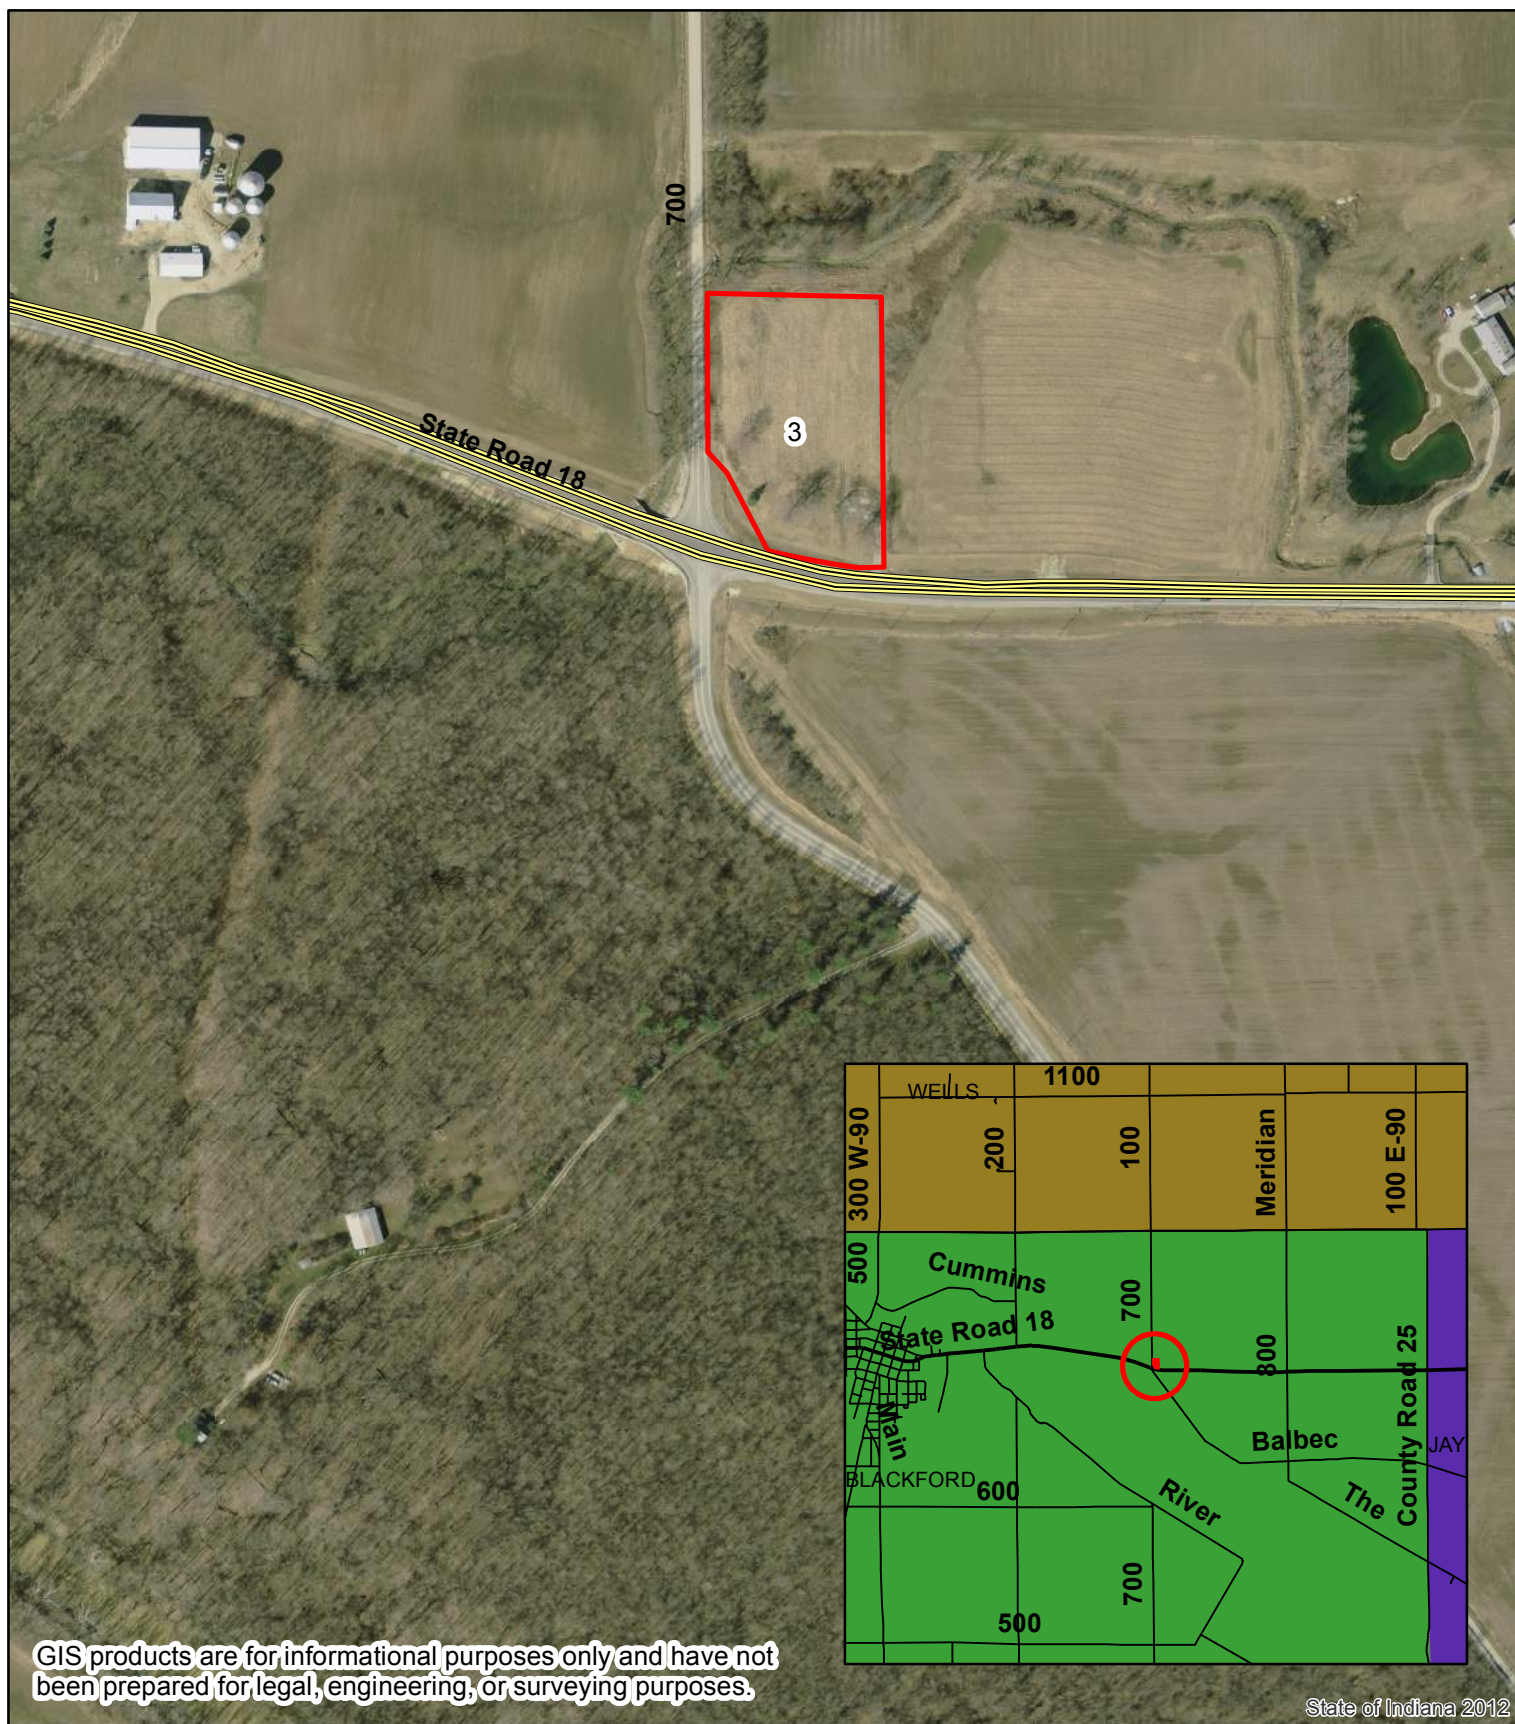 700
State Road 18
3
1100
WELLS
300 W-90
200
100
Meridian
100 E-90
500
Cummins
700
State Road 18
800
County Road 25
Main
Balbec
JAY
BLACKFORD
600
River
The
700
500
GIS products are for informational purposes only and have not
been prepared for legal, engineering, or surveying purposes.
State of Indiana 2012